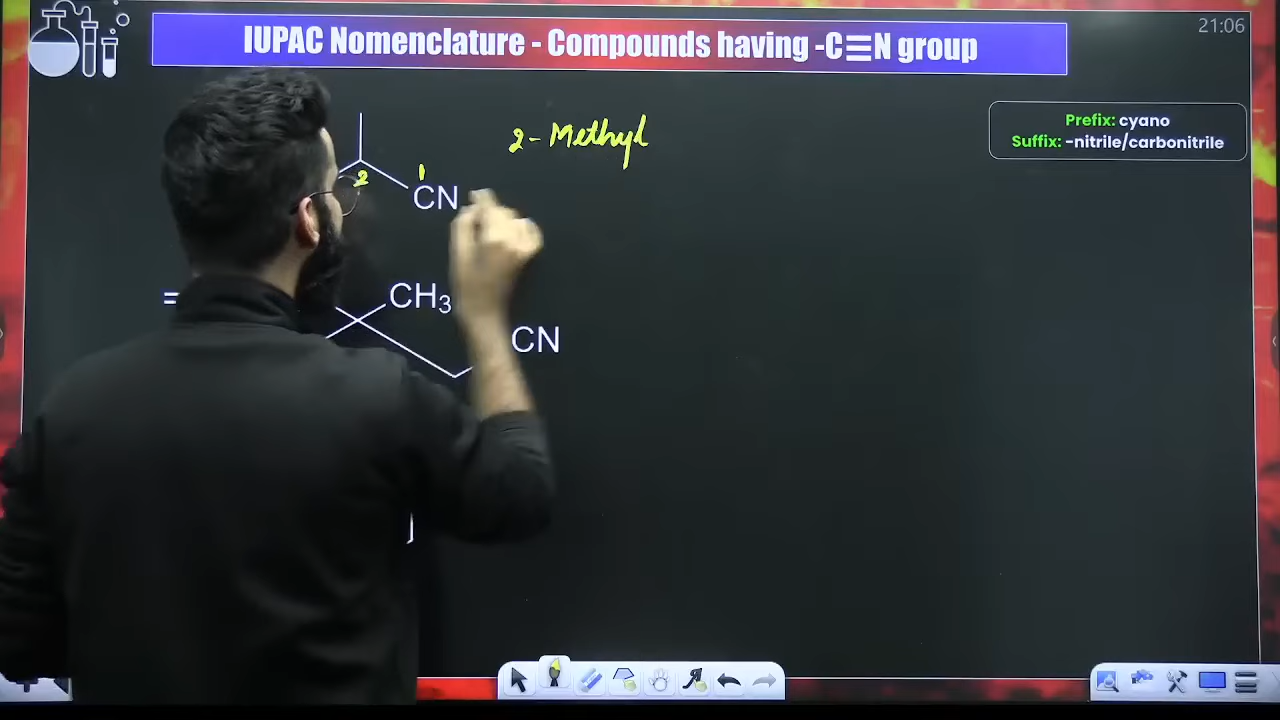 IUPAC Nomenclature - Compounds having -C≡N group
21:06
Prefix: cyano
Suffix: -nitrile/carbonitrile
2- Methyl
1
2
CN
CH₃
CN